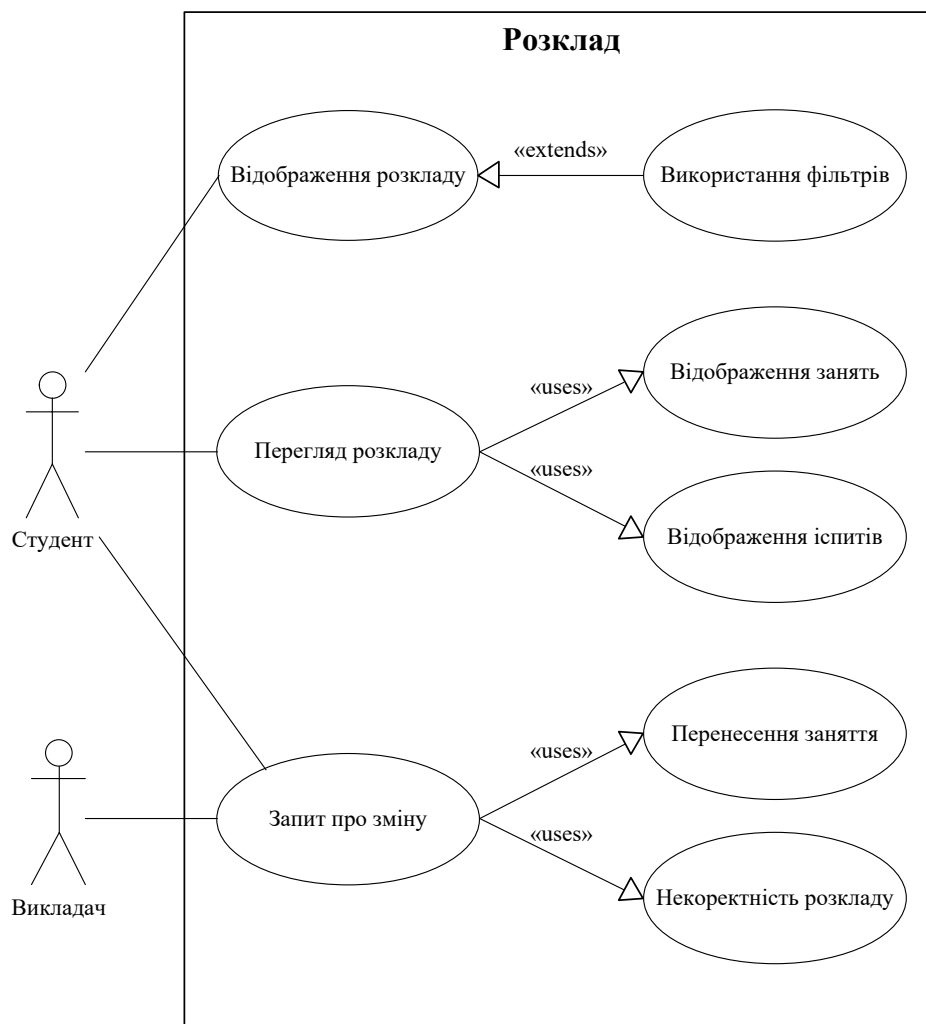 Розклад
Відображення розкладу
«extends»
Використання фільтрів
Відображення занять
«uses»
Перегляд розкладу
«uses»
Відображення іспитів
Студент
Перенесення заняття
«uses»
Запит про зміну
«uses»
Некоректність розкладу
Викладач